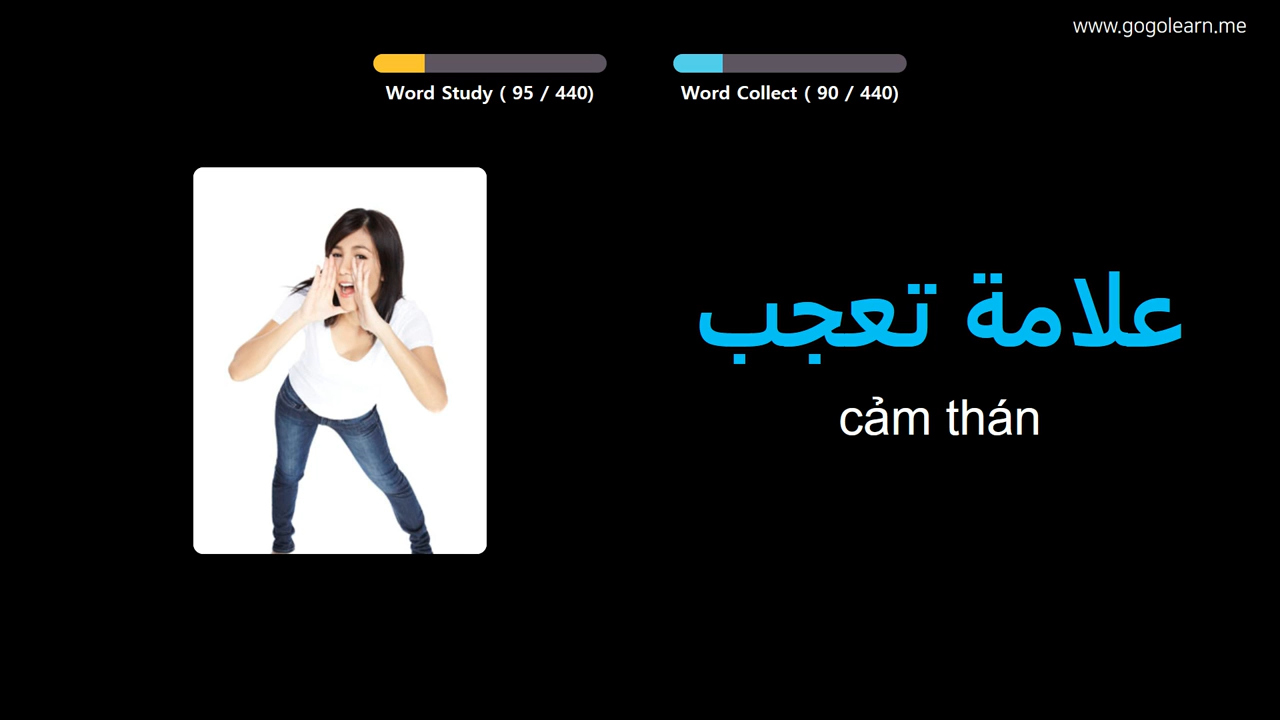 www.gogolearn.me
Word Study ( 95 / 440)
Word Collect ( 90 / 440)
علامة تعجب
cảm thán